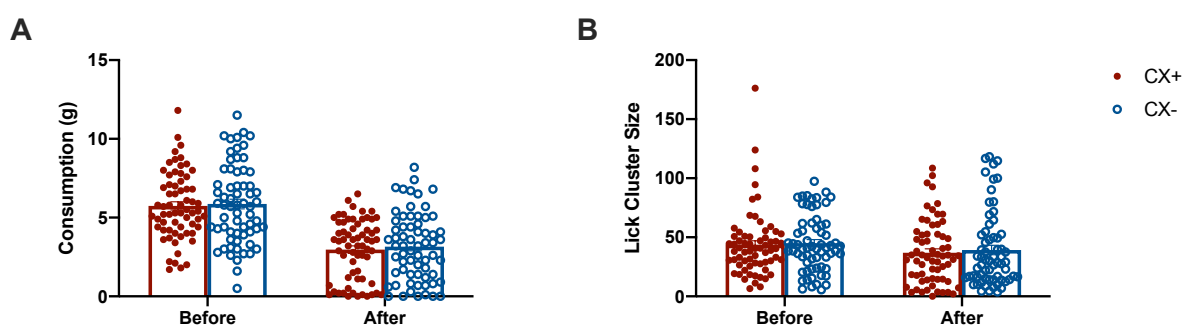 A
Consumption (g)
15
10
5
0
Before
After
B
Lick Cluster Size
200
150
100
50
0
Before
After
CX+
CX-